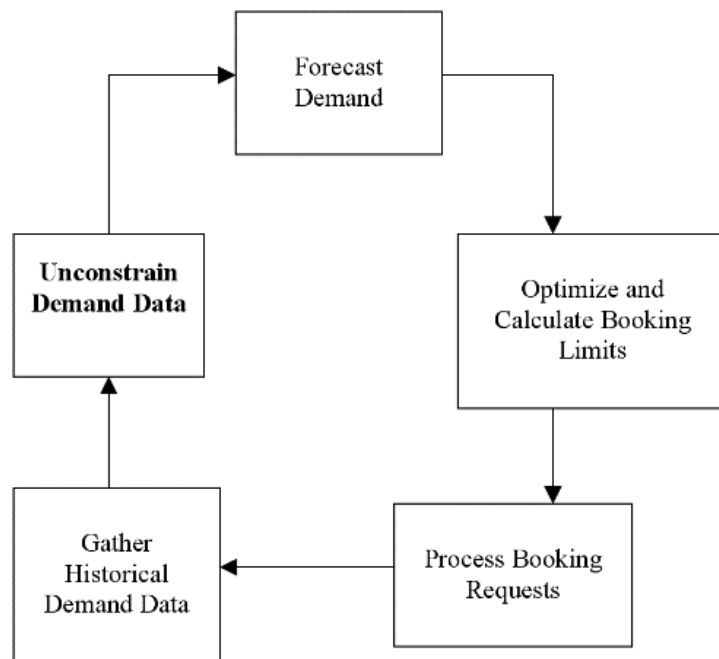 Forecast
Demand
Unconstrain
Demand Data
Optimize and
Calculate Booking
Limits
Gather
Historical
Demand Data
Process Booking
Requests